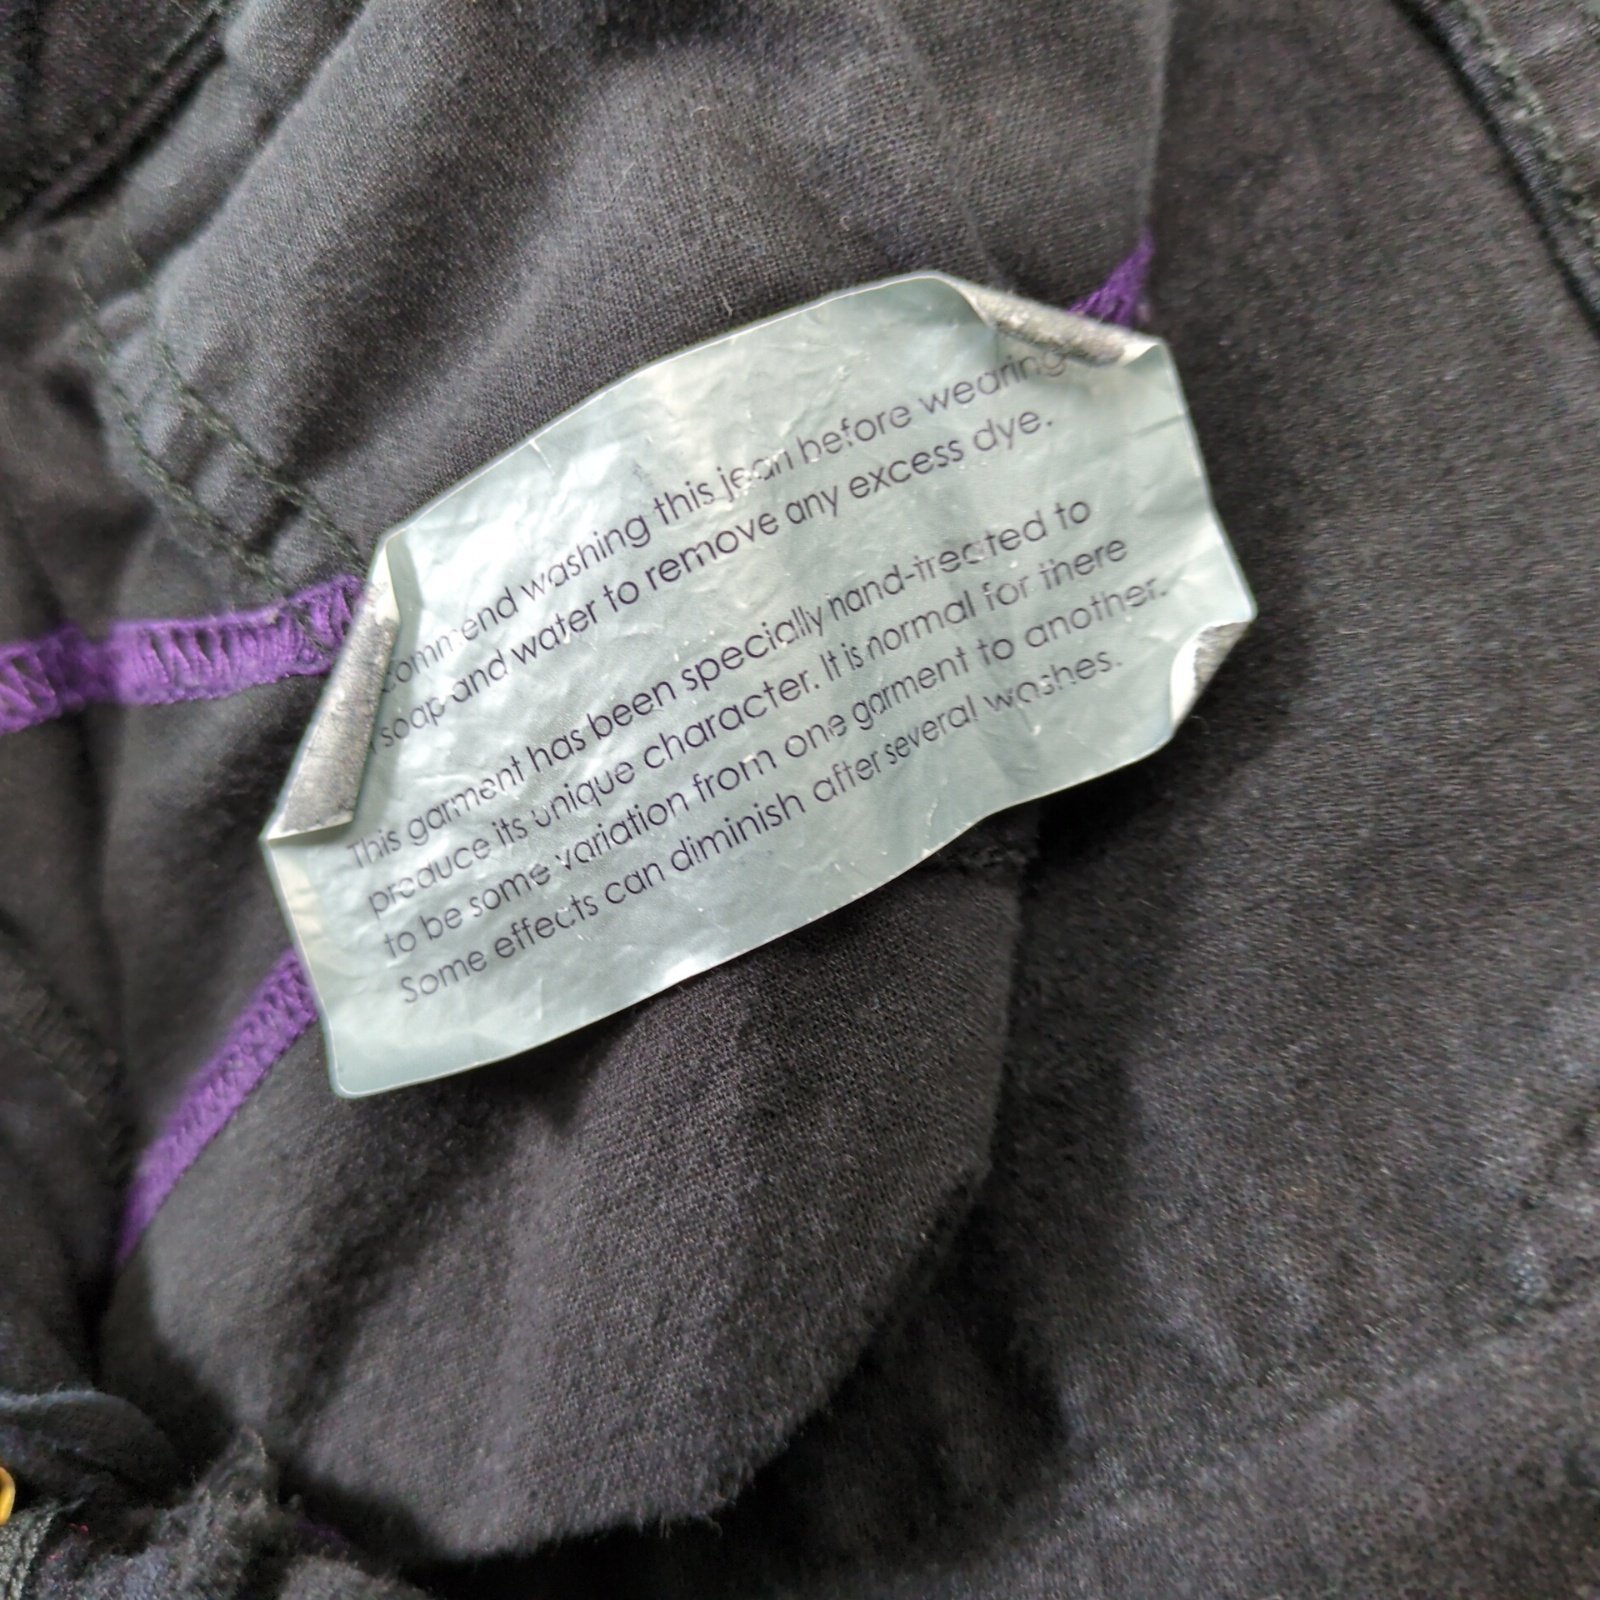 commend washing this jean before wearing
soap and water to remove any excess dye.
This garment has been specially hand-treated to
produce its unique character. It is normal for there
to be some variation from one garment to another.
Some effects can diminish after several washes.